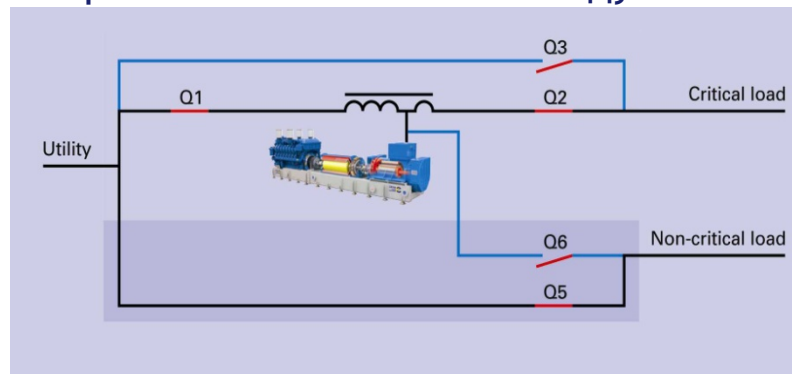 Q3
Q1
Q2
Critical load
Utility
Q6
Non-critical load
Q5